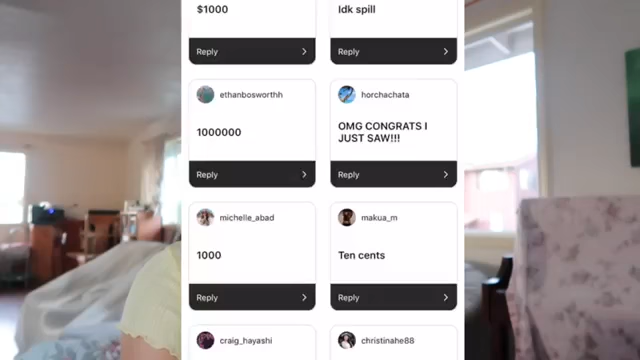 $1000
Idk spill
Reply
Reply
ethanbosworthh
horchachata
1000000
OMG CONGRATS I
JUST SAW!!!
Reply
Reply
michelle_abad
makua_m
1000
Ten cents
Reply
Reply
craig_hayashi
christinahe88